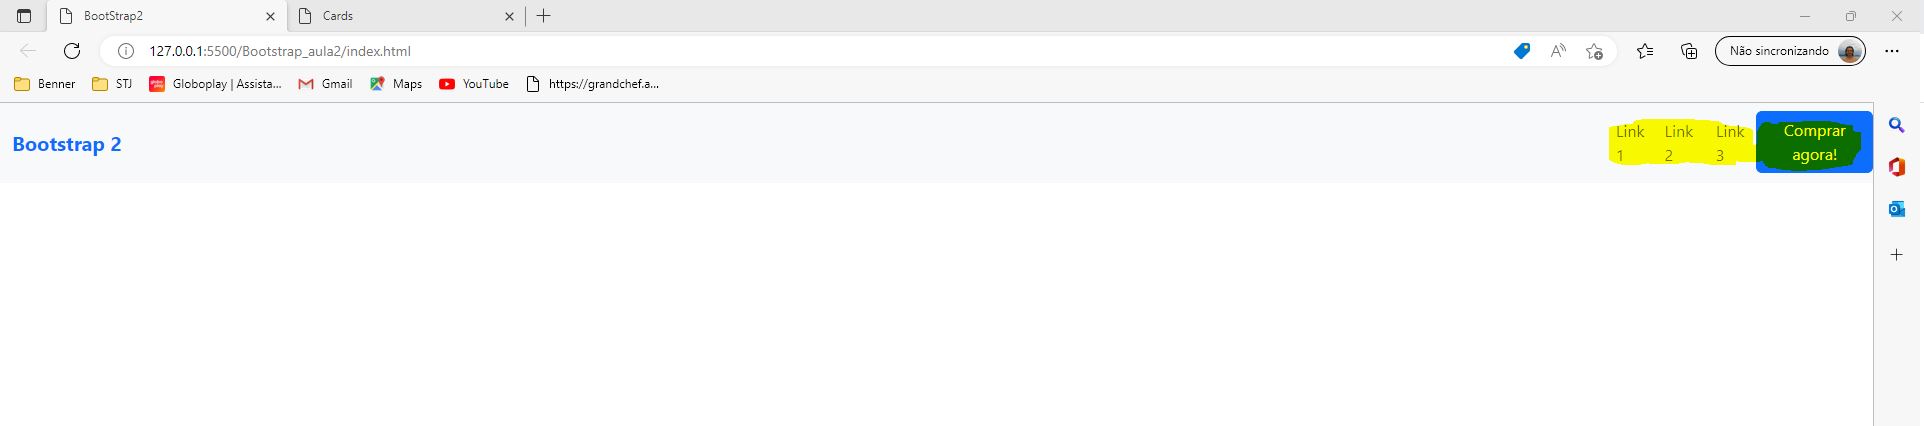 BootStrap2
Cards
127.0.0.1:5500/Bootstrap_aula2/index.html
Não sincronizando
Benner STJ Globoplay | Assista... Gmail Maps YouTube https://grandchef.a...
Bootstrap 2
Link 1
Link 2
Link 3
Comprar
agora!